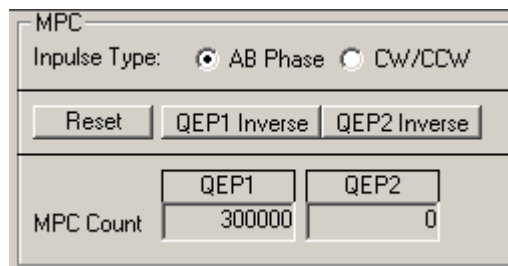 MPC
Inpulse Type: AB Phase CW/CCW
Reset QEP1 Inverse QEP2 Inverse
QEP1 QEP2
MPC Count 300000 0